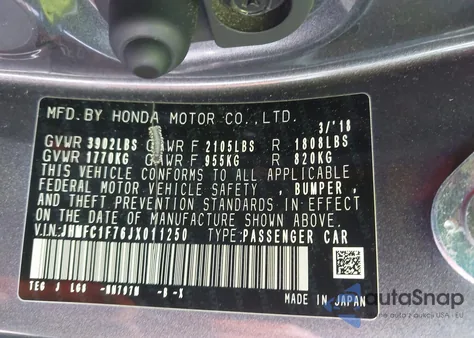 MFD.BY HONDA MOTOR CO.,LTD.
3/'18
GVWR 3902LBS GAWR F 2105LBS R 1808LBS
GVWR 1770KG GAWR F 955KG R 820KG
THIS VEHICLE CONFORMS TO ALL APPLICABLE
FEDERAL MOTOR VEHICLE SAFETY , BUMPER ,
AND THEFT PREVENTION STANDARDS IN EFFECT
ON THE DATE OF MANUFACTURE SHOWN ABOVE.
V.I.N:JHMFC1F76JX011250 TYPE:PASSENGER CAR
MADE IN JAPAN
autoSnap